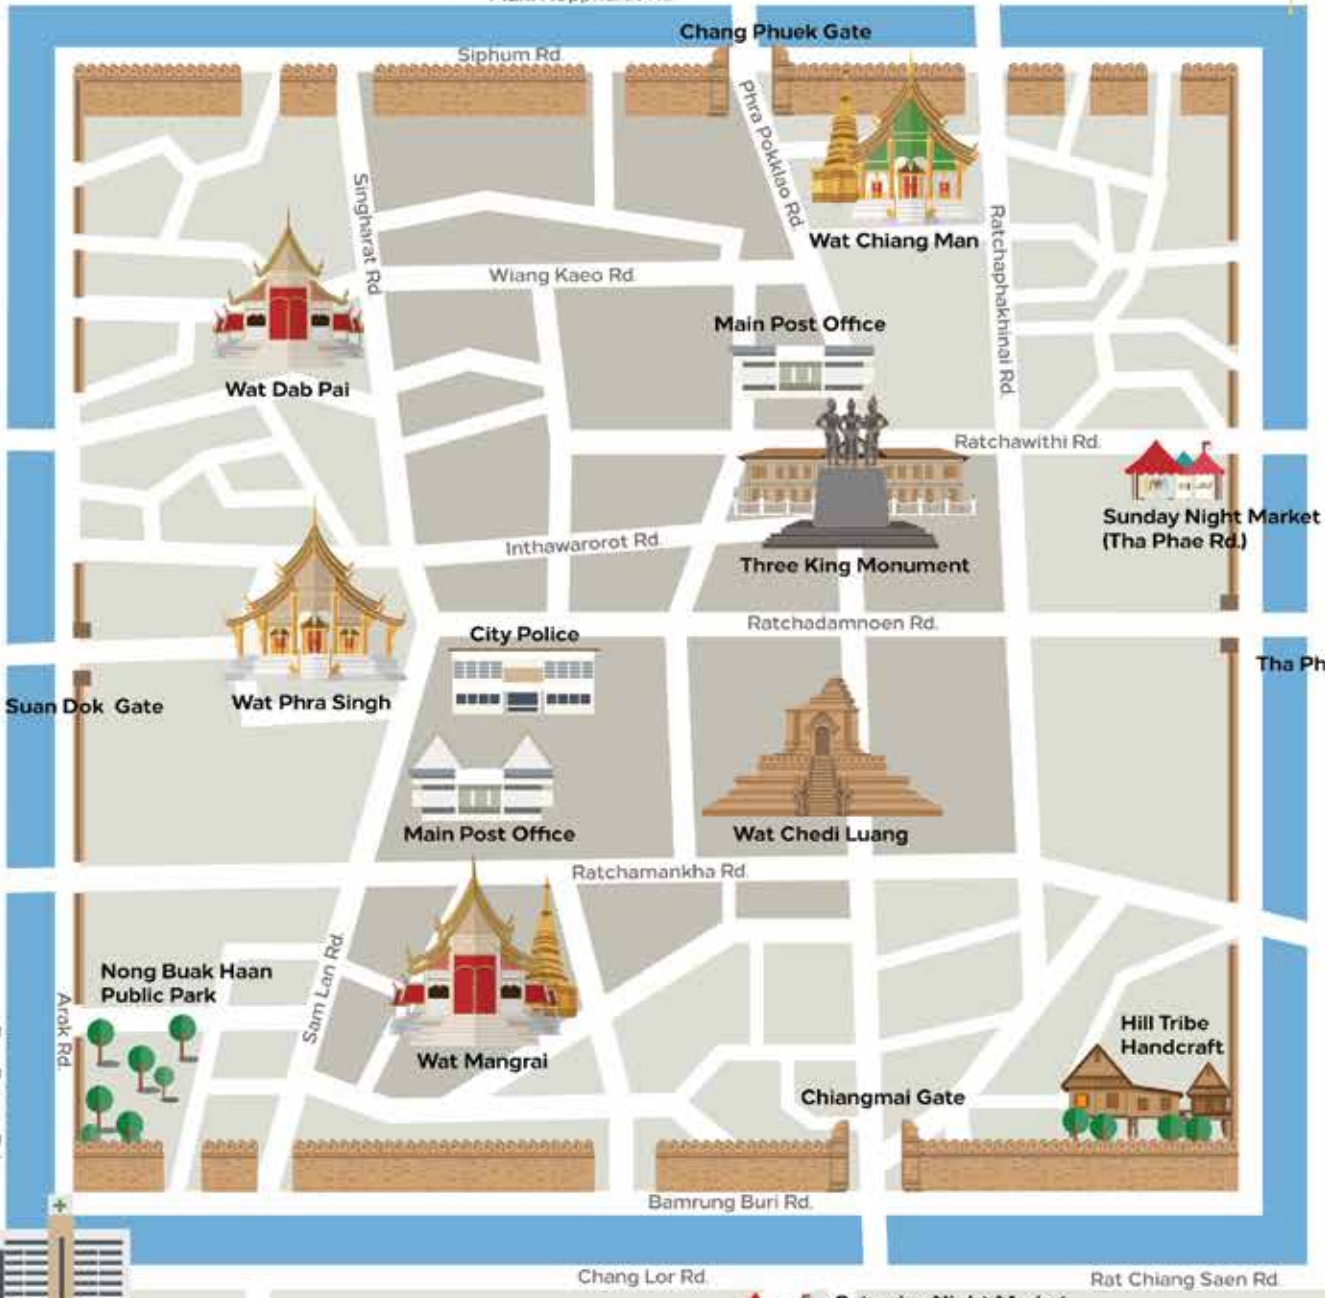 Chang Phuek Gate
Siphum Rd.
Phra Pokklao Rd.
Singharat Rd
Wat Chiang Man
Ratchaphakhinai Rd.
Wiang Kaeo Rd.
Main Post Office
Wat Dab Pai
Ratchawithi Rd.
Sunday Night Market
(Tha Phae Rd.)
Inthawarorot Rd.
Three King Monument
Ratchadamnoen Rd.
City Police
Tha Ph
Suan Dok Gate
Wat Phra Singh
Main Post Office
Wat Chedi Luang
Ratchamankha Rd.
Sam Lan Rd.
Nong Buak Haan
Public Park
Arak Rd.
Hill Tribe
Handcraft
Wat Mangrai
Chiangmai Gate
Bamrung Buri Rd.
Chang Lor Rd.
Rat Chiang Saen Rd.